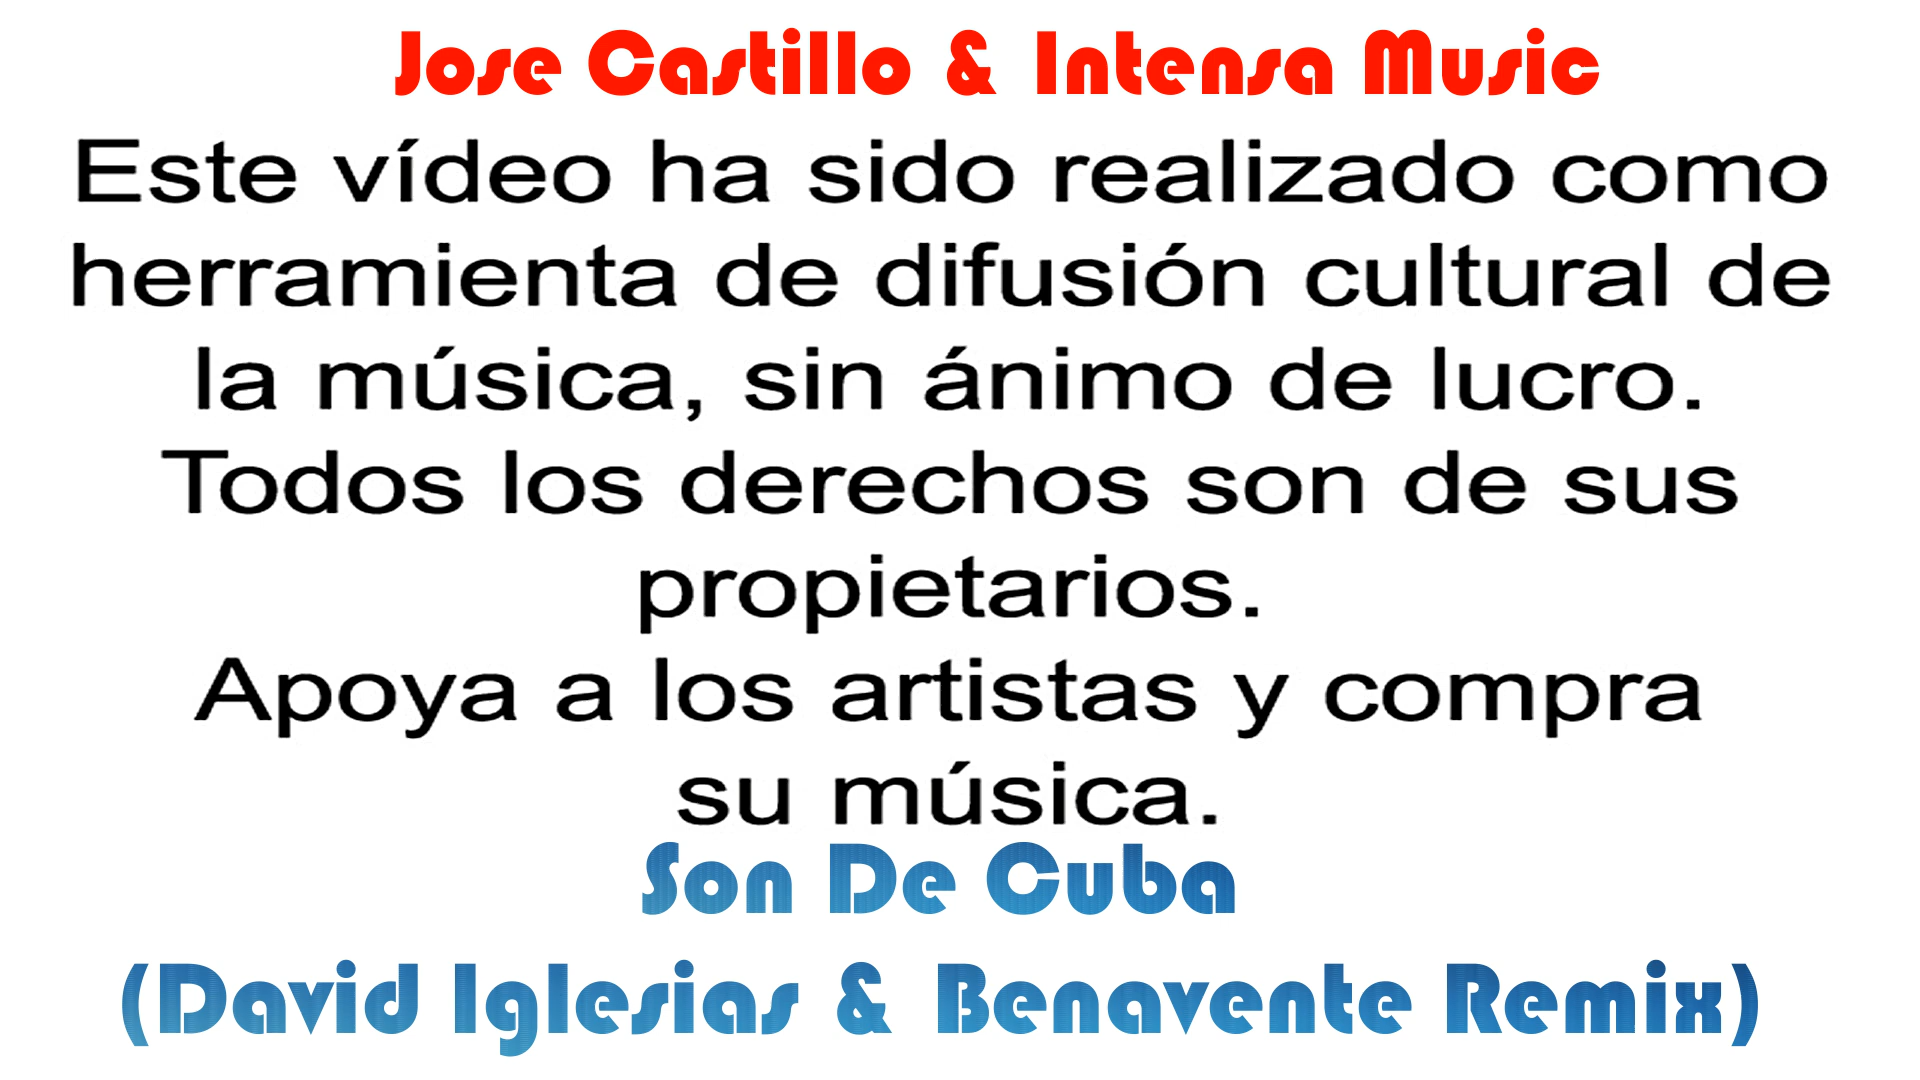 Jose Castillo & Intensa Music
Este vídeo ha sido realizado como
herramienta de difusión cultural de
la música, sin ánimo de lucro.
Todos los derechos son de sus
propietarios.
Apoya a los artistas y compra
su música.
Son De Cuba
(David Iglesias & Benavente Remix)